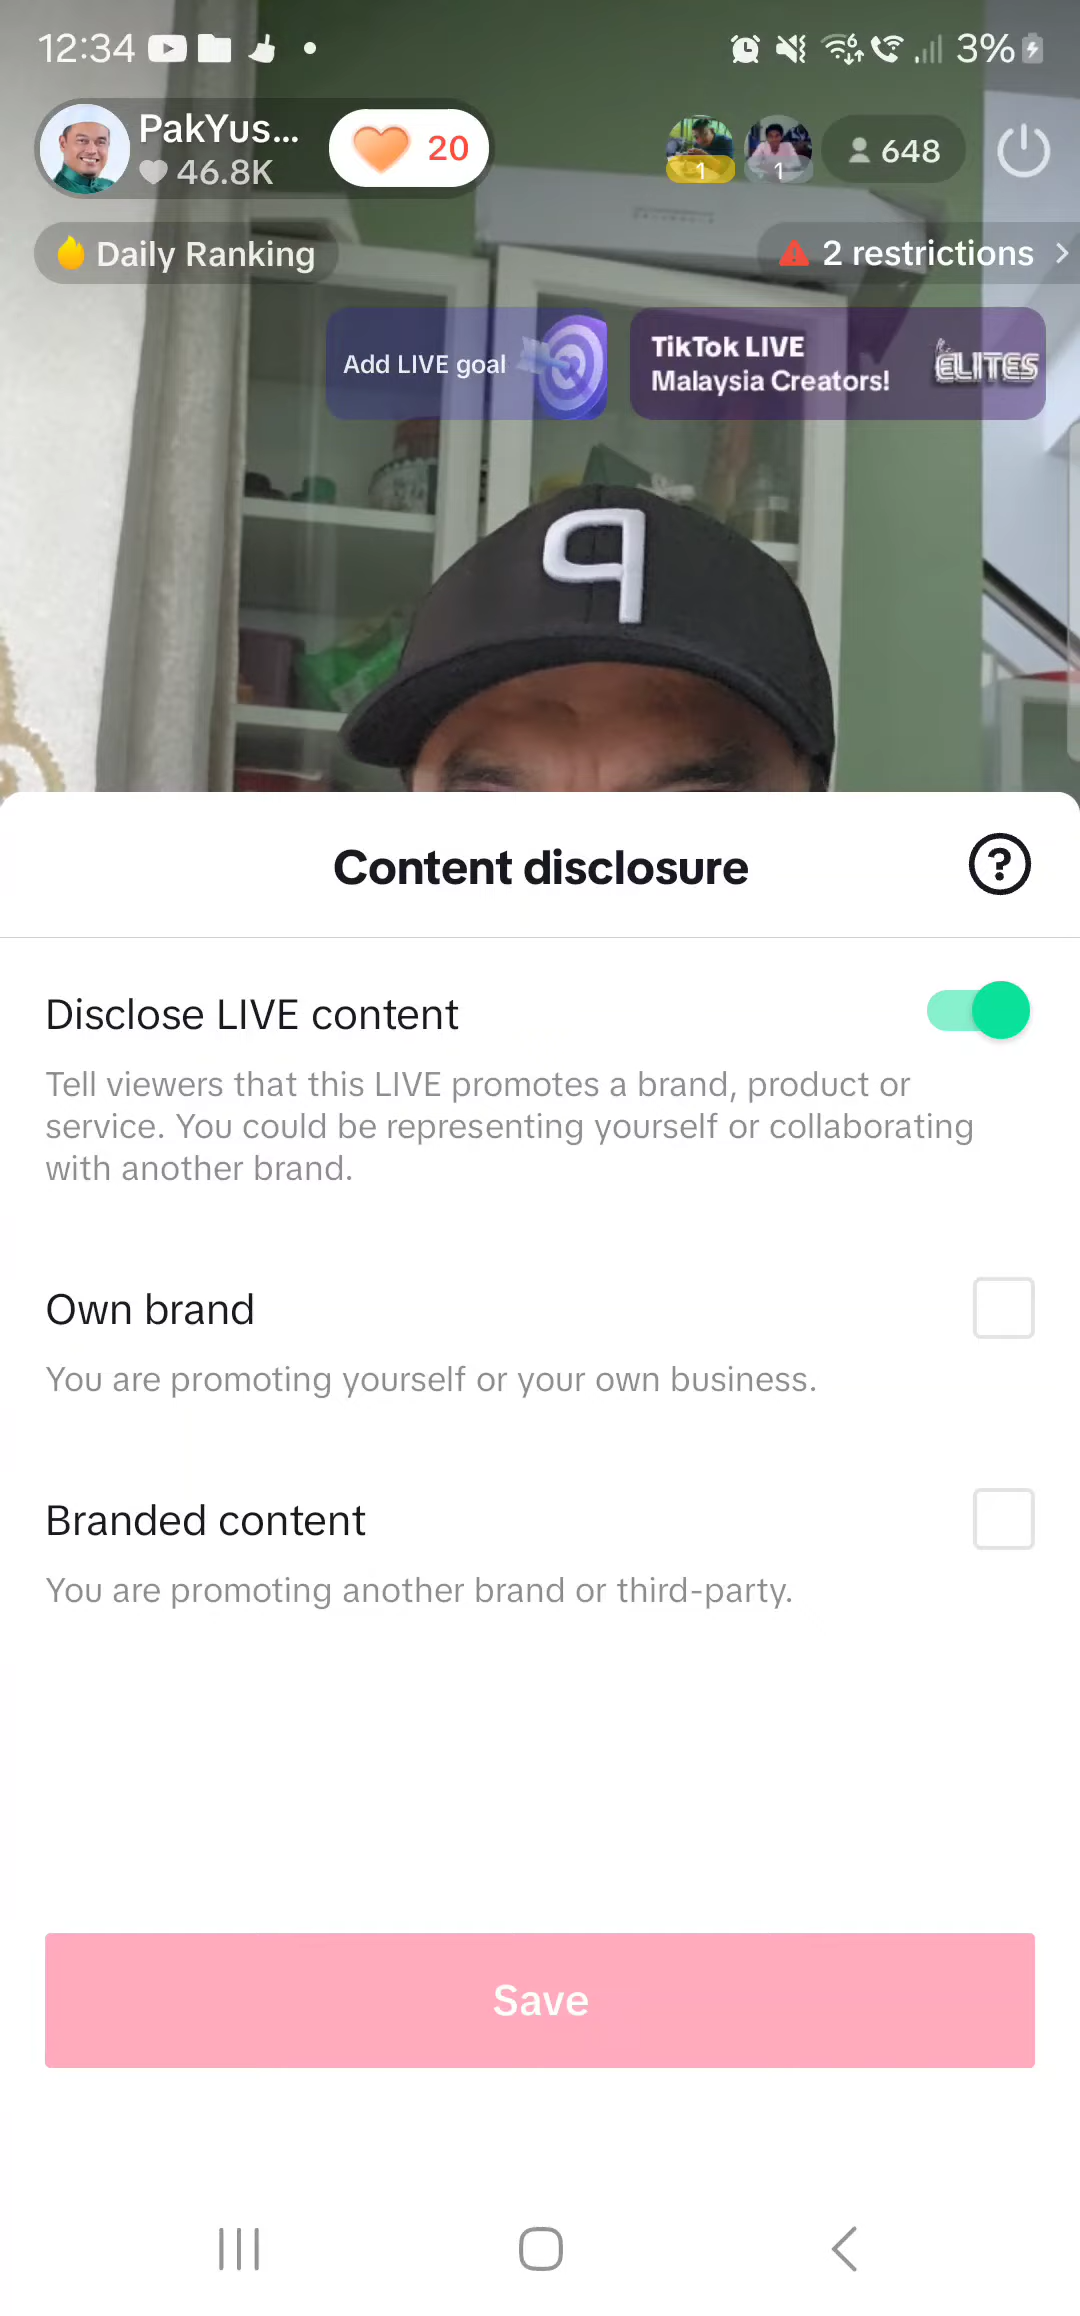 12:34
3%
PakYus...
46.8K
20
1
1
648
Daily Ranking
2 restrictions
Add LIVE goal
TikTok LIVE
Malaysia Creators!
ELITES
q
Content disclosure
Disclose LIVE content
Tell viewers that this LIVE promotes a brand, product or
service. You could be representing yourself or collaborating
with another brand.
Own brand
You are promoting yourself or your own business.
Branded content
You are promoting another brand or third-party.
Save